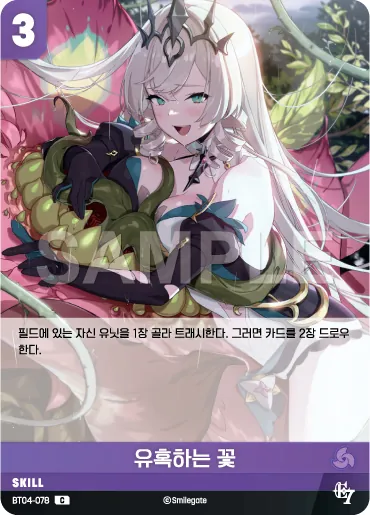 3
SAMPLE
필드에 있는 자신 유닛을 1장 골라 트래시한다. 그러면 카드를 2장 드로우
한다.
유혹하는 꽃
SKILL
BT04-078 C
©Smilegate
E7